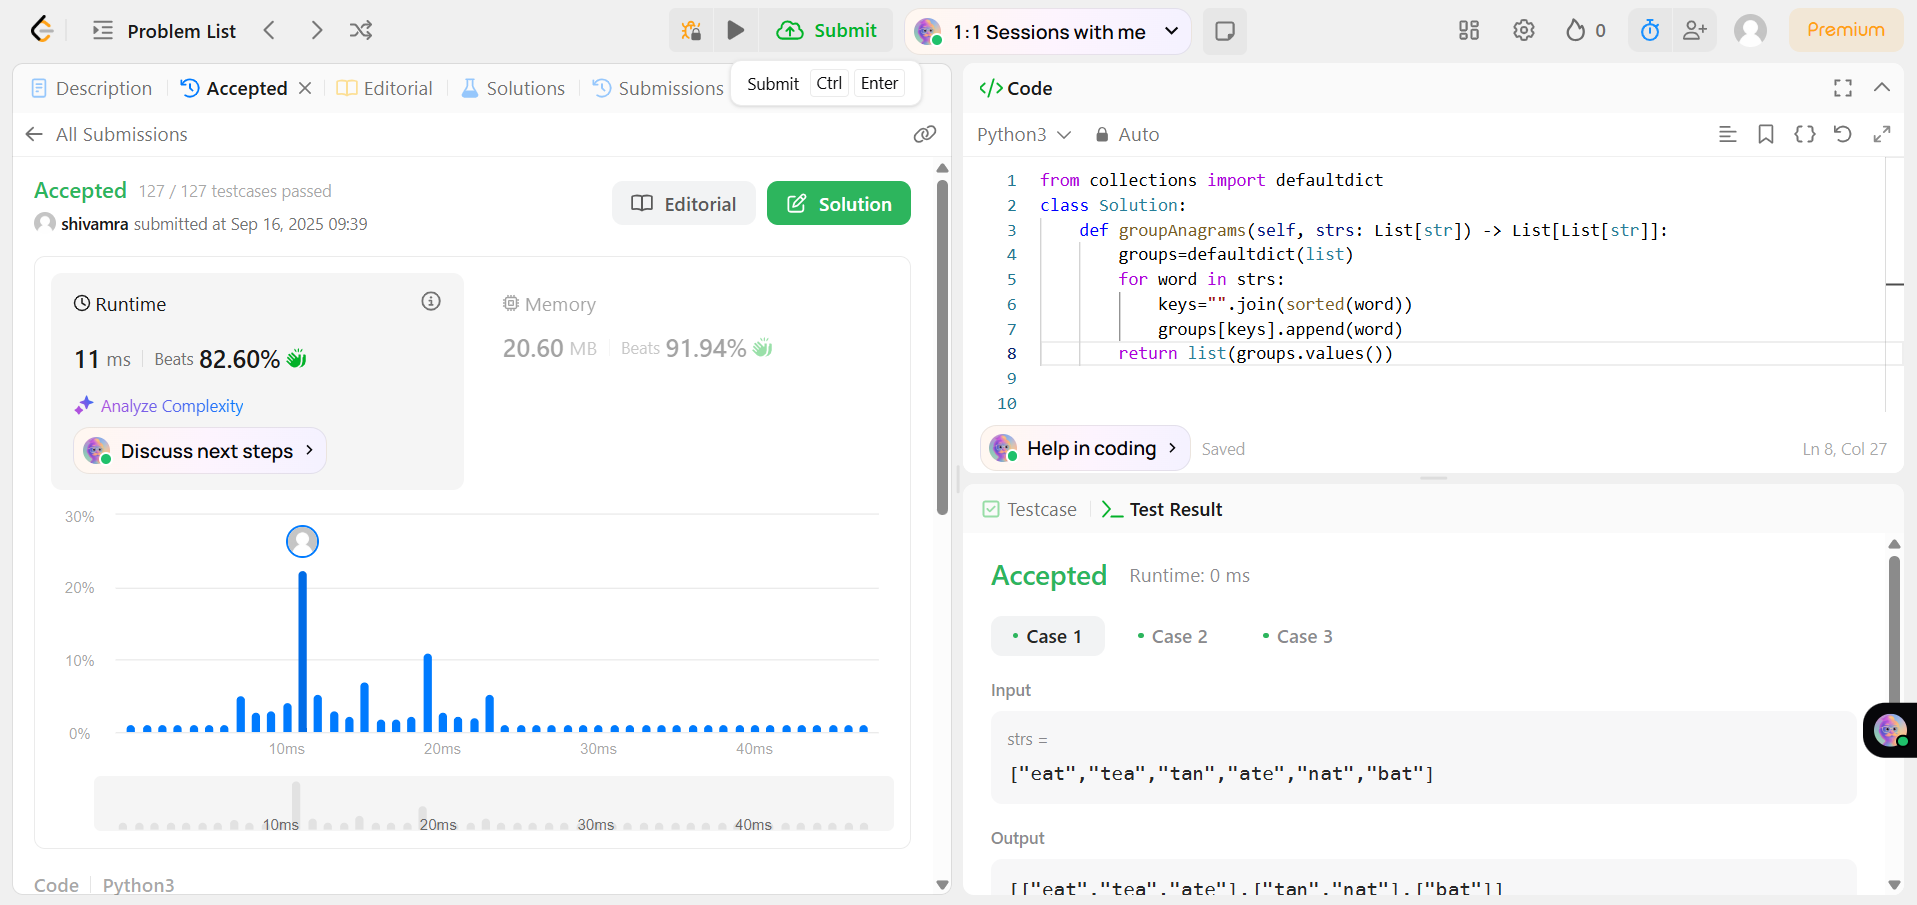 Problem List
Submit
1:1 Sessions with me
0
Premium
Description
Accepted
Editorial
Solutions
Submissions
Submit Ctrl Enter
All Submissions
Accepted 127 / 127 testcases passed
shivamra submitted at Sep 16, 2025 09:39
Editorial
Solution
Runtime
11 ms Beats 82.60%
Analyze Complexity
Discuss next steps
Memory
20.60 MB Beats 91.94%
30%
20%
10%
0%
10ms 20ms 30ms 40ms
10ms 20ms 30ms 40ms
Code Python3
</> Code
Python3 Auto
1 from collections import defaultdict
2 class Solution:
3 def groupAnagrams(self, strs: List[str]) -> List[List[str]]:
4 groups=defaultdict(list)
5 for word in strs:
6 keys="".join(sorted(word))
7 groups[keys].append(word)
8 return list(groups.values())
9
10
Help in coding
Saved
Ln 8, Col 27
Testcase
Test Result
Accepted Runtime: 0 ms
Case 1 Case 2 Case 3
Input
strs =
["eat","tea","tan","ate","nat","bat"]
Output
[["eat","tea","ate"],["tan","nat"],["bat"]]